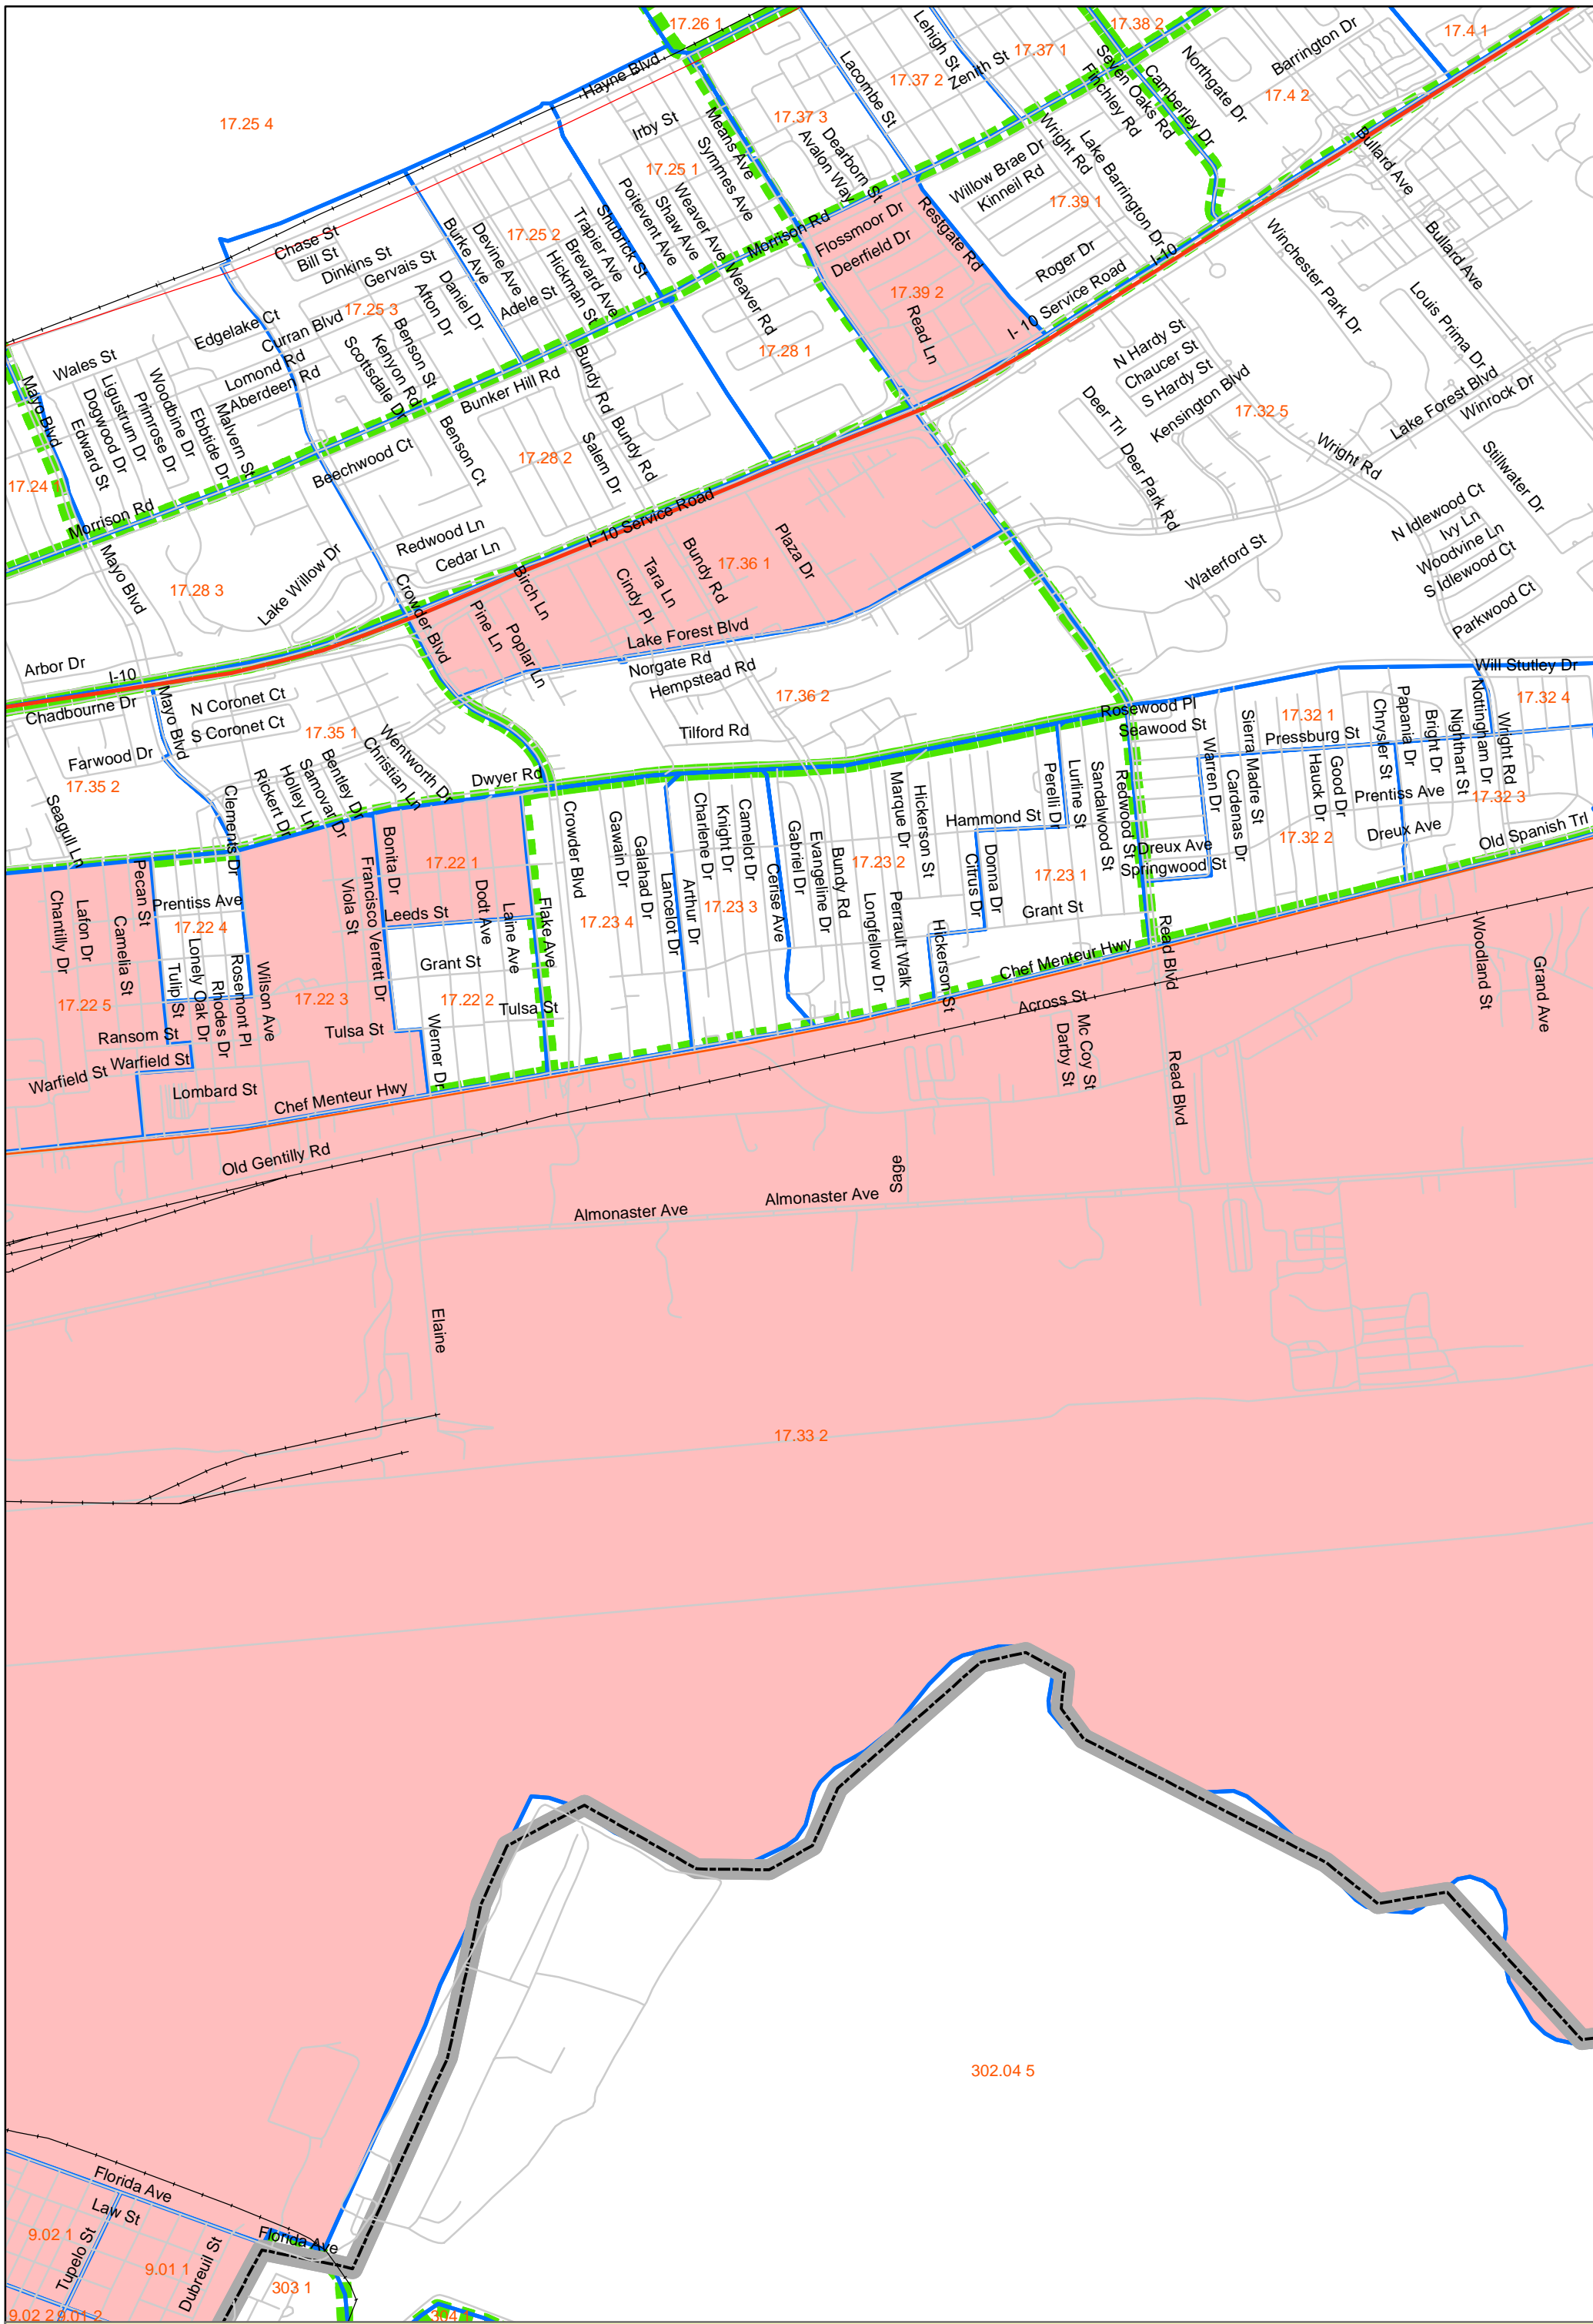 17.26 1
17.38 2
17.4 1
Lehigh St
17.37 1
Barrington Dr
Hayne Blvd
Lacombe St
Zenith St
Seven Oaks Rd
Northgate Dr
17.37 2
Finchley Rd
Camberley Dr
17.4 2
17.25 4
Irby St
Means Ave
17.37 3
Dearborn St
Avalon Way
Wright Rd
Lake Barrington Dr
Bullard Ave
Symmes Ave
17.25 1
Willow Brae Dr
Kinneil Rd
17.39 1
Weaver Ave
Shaw Ave
Poitevent Ave
Shubrick St
Trapier Ave
Brevard Ave
Hickman St
17.25 2
Devine Ave
Burke Ave
Adele St
Morrison Rd
Flossmoor Dr
Deerfield Dr
Restgate Rd
Roger Dr
I-10
I- 10 Service Road
Winchester Park Dr
Bullard Ave
Chase St
Bill St
Dinkins St
Gervais St
Daniel Dr
Afton Dr
17.25 3
Weaver Rd
17.39 2
Read Ln
17.28 1
Edgelake Ct
Curran Blvd
Lomond Rd
Aberdeen Rd
Benson St
Kenyon Rd
Scottsdale Dr
Bunker Hill Rd
Bundy Rd
Bundy Rd
Salem Dr
17.28 2
Wales St
Mayo Blvd
Ligustrum Dr
Dogwood Dr
Edward St
Woodbine Dr
Primrose Dr
Ebbtide Dr
Malvern St
17.24
Morrison Rd
Beechwood Ct
Benson Ct
N Hardy St
Chaucer St
S Hardy St
Kensington Blvd
17.32 5
Louis Prima Dr
Lake Forest Blvd
Winrock Dr
Deer Trl
Deer Park Rd
Wright Rd
Stillwater Dr
N Idlewood Ct
Ivy Ln
Woodvine Ln
S Idlewood Ct
Parkwood Ct
Waterford St
Mayo Blvd
17.28 3
Lake Willow Dr
Redwood Ln
Cedar Ln
I- 10 Service Road
Plaza Dr
17.36 1
Bundy Rd
Tara Ln
Cindy Pl
Birch Ln
Pine Ln
Poplar Ln
Crowder Blvd
Lake Forest Blvd
Norgate Rd
Hempstead Rd
17.36 2
Arbor Dr
I-10
Chadbourne Dr
Mayo Blvd
N Coronet Ct
S Coronet Ct
17.35 1
Farwood Dr
17.35 2
Seagull Ln
Clements Dr
Rickert Dr
Holley Ln
Samovar Dr
Bentley Dr
Christian Ln
Wentworth Dr
Dwyer Rd
Tilford Rd
Rosewood Pl
Seawood St
Will Stutley Dr
17.32 4
17.32 1
Pressburg St
Sierra Madre St
Cardenas Dr
Warren Dr
Hauck Dr
Good Dr
Chrysler St
Papania Dr
Bright Dr
Nighthart St
Nottingham Dr
Wright Rd
Prentiss Ave
17.32 3
Dreux Ave
17.32 2
Old Spanish Trl
Perelli Dr
Lurline St
Sandalwood St
Redwood St
Dreux Ave
Springwood St
Hammond St
Marque Dr
Hickerson St
17.23 2
Donna Dr
Citrus Dr
17.23 1
Grant St
Bonita Dr
17.22 1
Crowder Blvd
Gawain Dr
Galahad Dr
Lancelot Dr
Arthur Dr
Charlene Dr
Knight Dr
Camelot Dr
Cerise Ave
Gabriel Dr
Evangeline Dr
Bundy Rd
Longfellow Dr
Perrault Walk
Hickerson St
17.23 3
17.23 4
Flake Ave
Laine Ave
Dodt Ave
Leeds St
Francisco Verrett Dr
Viola St
Pecan St
Prentiss Ave
17.22 4
Chantilly Dr
Lafon Dr
Camelia St
Tulip St
Lonely Oak Dr
Rhodes Dr
Rosemont Pl
Wilson Ave
17.22 3
17.22 5
Grant St
17.22 2
Tulsa St
Tulsa St
Werner Dr
Ransom St
Warfield St
Warfield St
Lombard St
Chef Menteur Hwy
Chef Menteur Hwy
Across St
Read Blvd
Read Blvd
Mc Coy St
Darby St
Woodland St
Grand Ave
Old Gentilly Rd
Sage
Almonaster Ave
Almonaster Ave
Elaine
17.33 2
302.04 5
Florida Ave
Law St
9.02 1
Tupelo St
9.01 1
Dubreuil St
Florida Ave
303 1
9.02 2
9.01 2
304 1